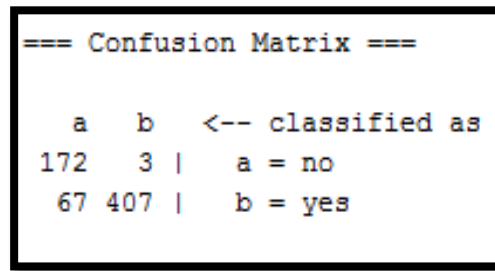 === Confusion Matrix ===
a b <-- classified as
172 3 | a = no
67 407 | b = yes